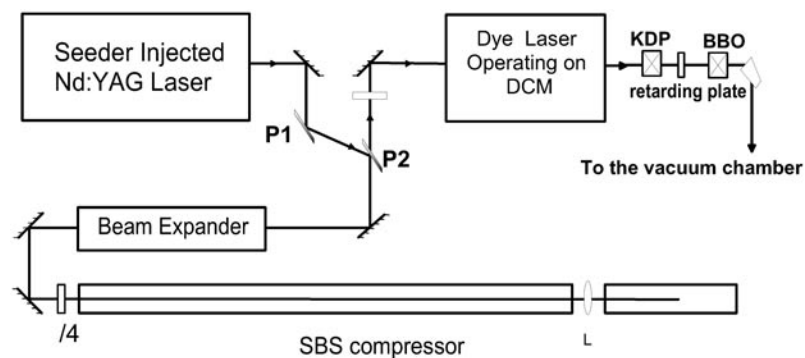 Seeder Injected
Nd:YAG Laser
Dye Laser
Operating on
DCM
KDP
BBO
retarding plate
P1
P2
To the vacuum chamber
Beam Expander
/4
SBS compressor
L